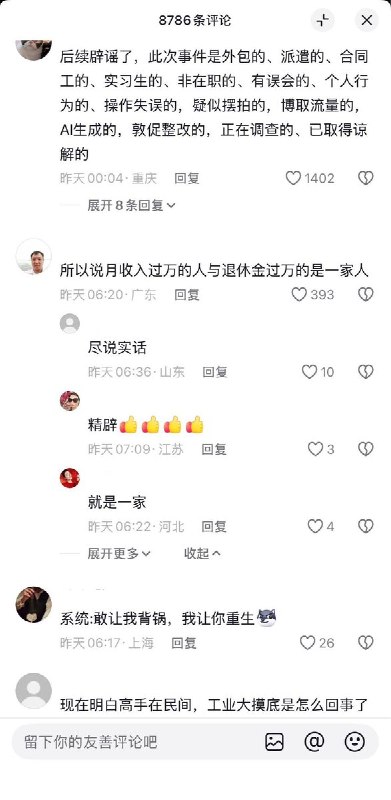 8786条评论
后续辟谣了，此次事件是外包的、派遣的、合同
工的、实习生的、非在职的、有误会的、个人行
为的、操作失误的，疑似摆拍的，博取流量的，
AI生成的，敦促整改的，正在调查的、已取得谅
解的
昨天 00:04 · 重庆 回复 1402
展开 8 条回复
所以说月收入过万的人与退休金过万的是一家人
昨天 06:20 · 广东 回复 393
尽说实话
昨天 06:36 · 山东 回复 10
精辟👍👍👍👍
昨天 07:09 · 江苏 回复 3
就是一家
昨天 06:22 · 河北 回复 4
展开更多 收起
系统:敢让我背锅，我让你重生
昨天 06:17 · 上海 回复 26
现在明白高手在民间，工业大摸底是怎么回事了
留下你的友善评论吧 @